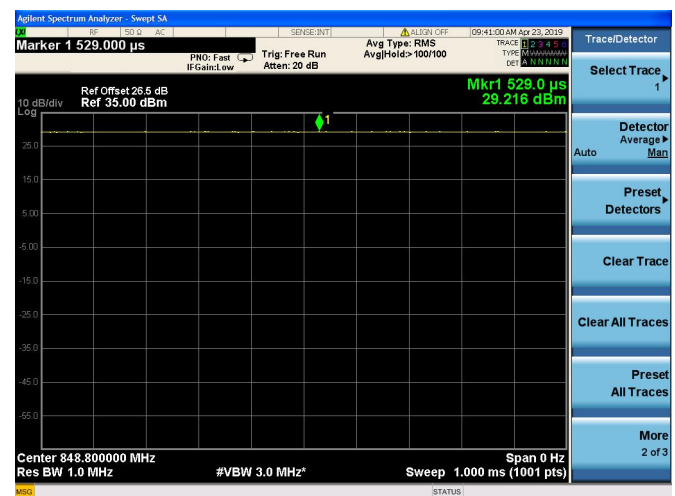 Agilent Spectrum Analyzer - Swept SA
RF 50 Ω AC SENSE:INT ALIGN OFF 09:41:00 AM Apr 23, 2019
Marker 1 529.000 µs
PNO: Fast
IFGain:Low
Trig: Free Run
Atten: 20 dB
Avg Type: RMS
Avg|Hold:>100/100
TRACE 1 2 3 4 5 6
TYPE
DET A N N N N N
Ref Offset 26.5 dB
10 dB/div Ref 35.00 dBm
Log
Mkr1 529.0 µs
29.216 dBm
1
25.0
15.0
5.00
-5.00
-15.0
-25.0
-35.0
-45.0
-55.0
Center 848.800000 MHz Span 0 Hz
Res BW 1.0 MHz #VBW 3.0 MHz* Sweep 1.000 ms (1001 pts)
MSG STATUS
Trace/Detector
Select Trace
1
Detector
Average
Auto Man
Preset
Detectors
Clear Trace
Clear All Traces
Preset
All Traces
More
2 of 3